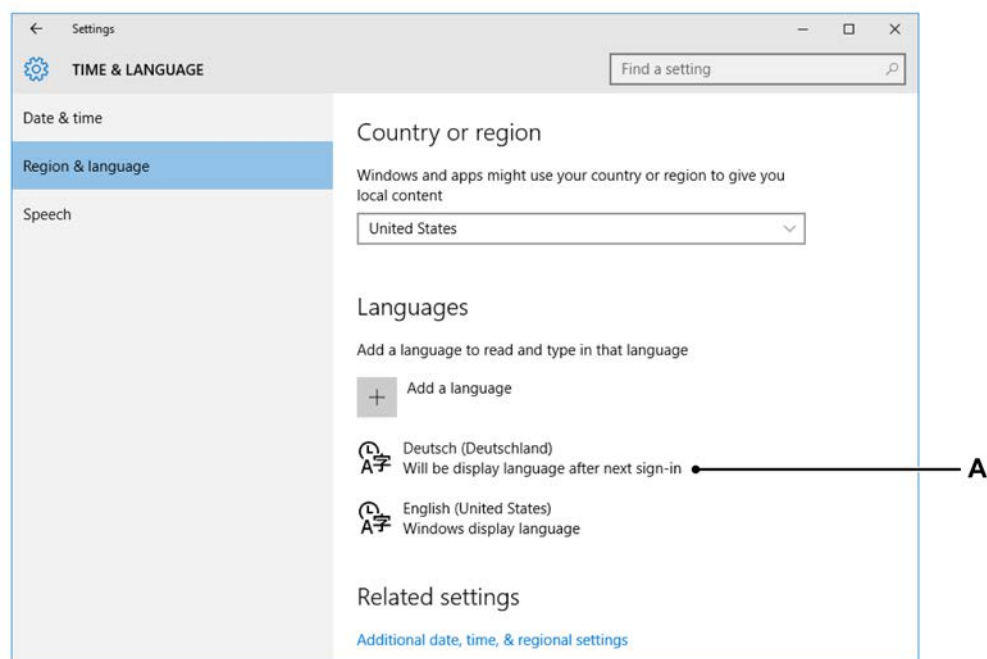 Settings
TIME & LANGUAGE
Find a setting
Date & time
Region & language
Speech
Country or region
Windows and apps might use your country or region to give you
local content
United States
Languages
Add a language to read and type in that language
Add a language
Deutsch (Deutschland)
Will be display language after next sign-in
A
English (United States)
Windows display language
Related settings
Additional date, time, & regional settings